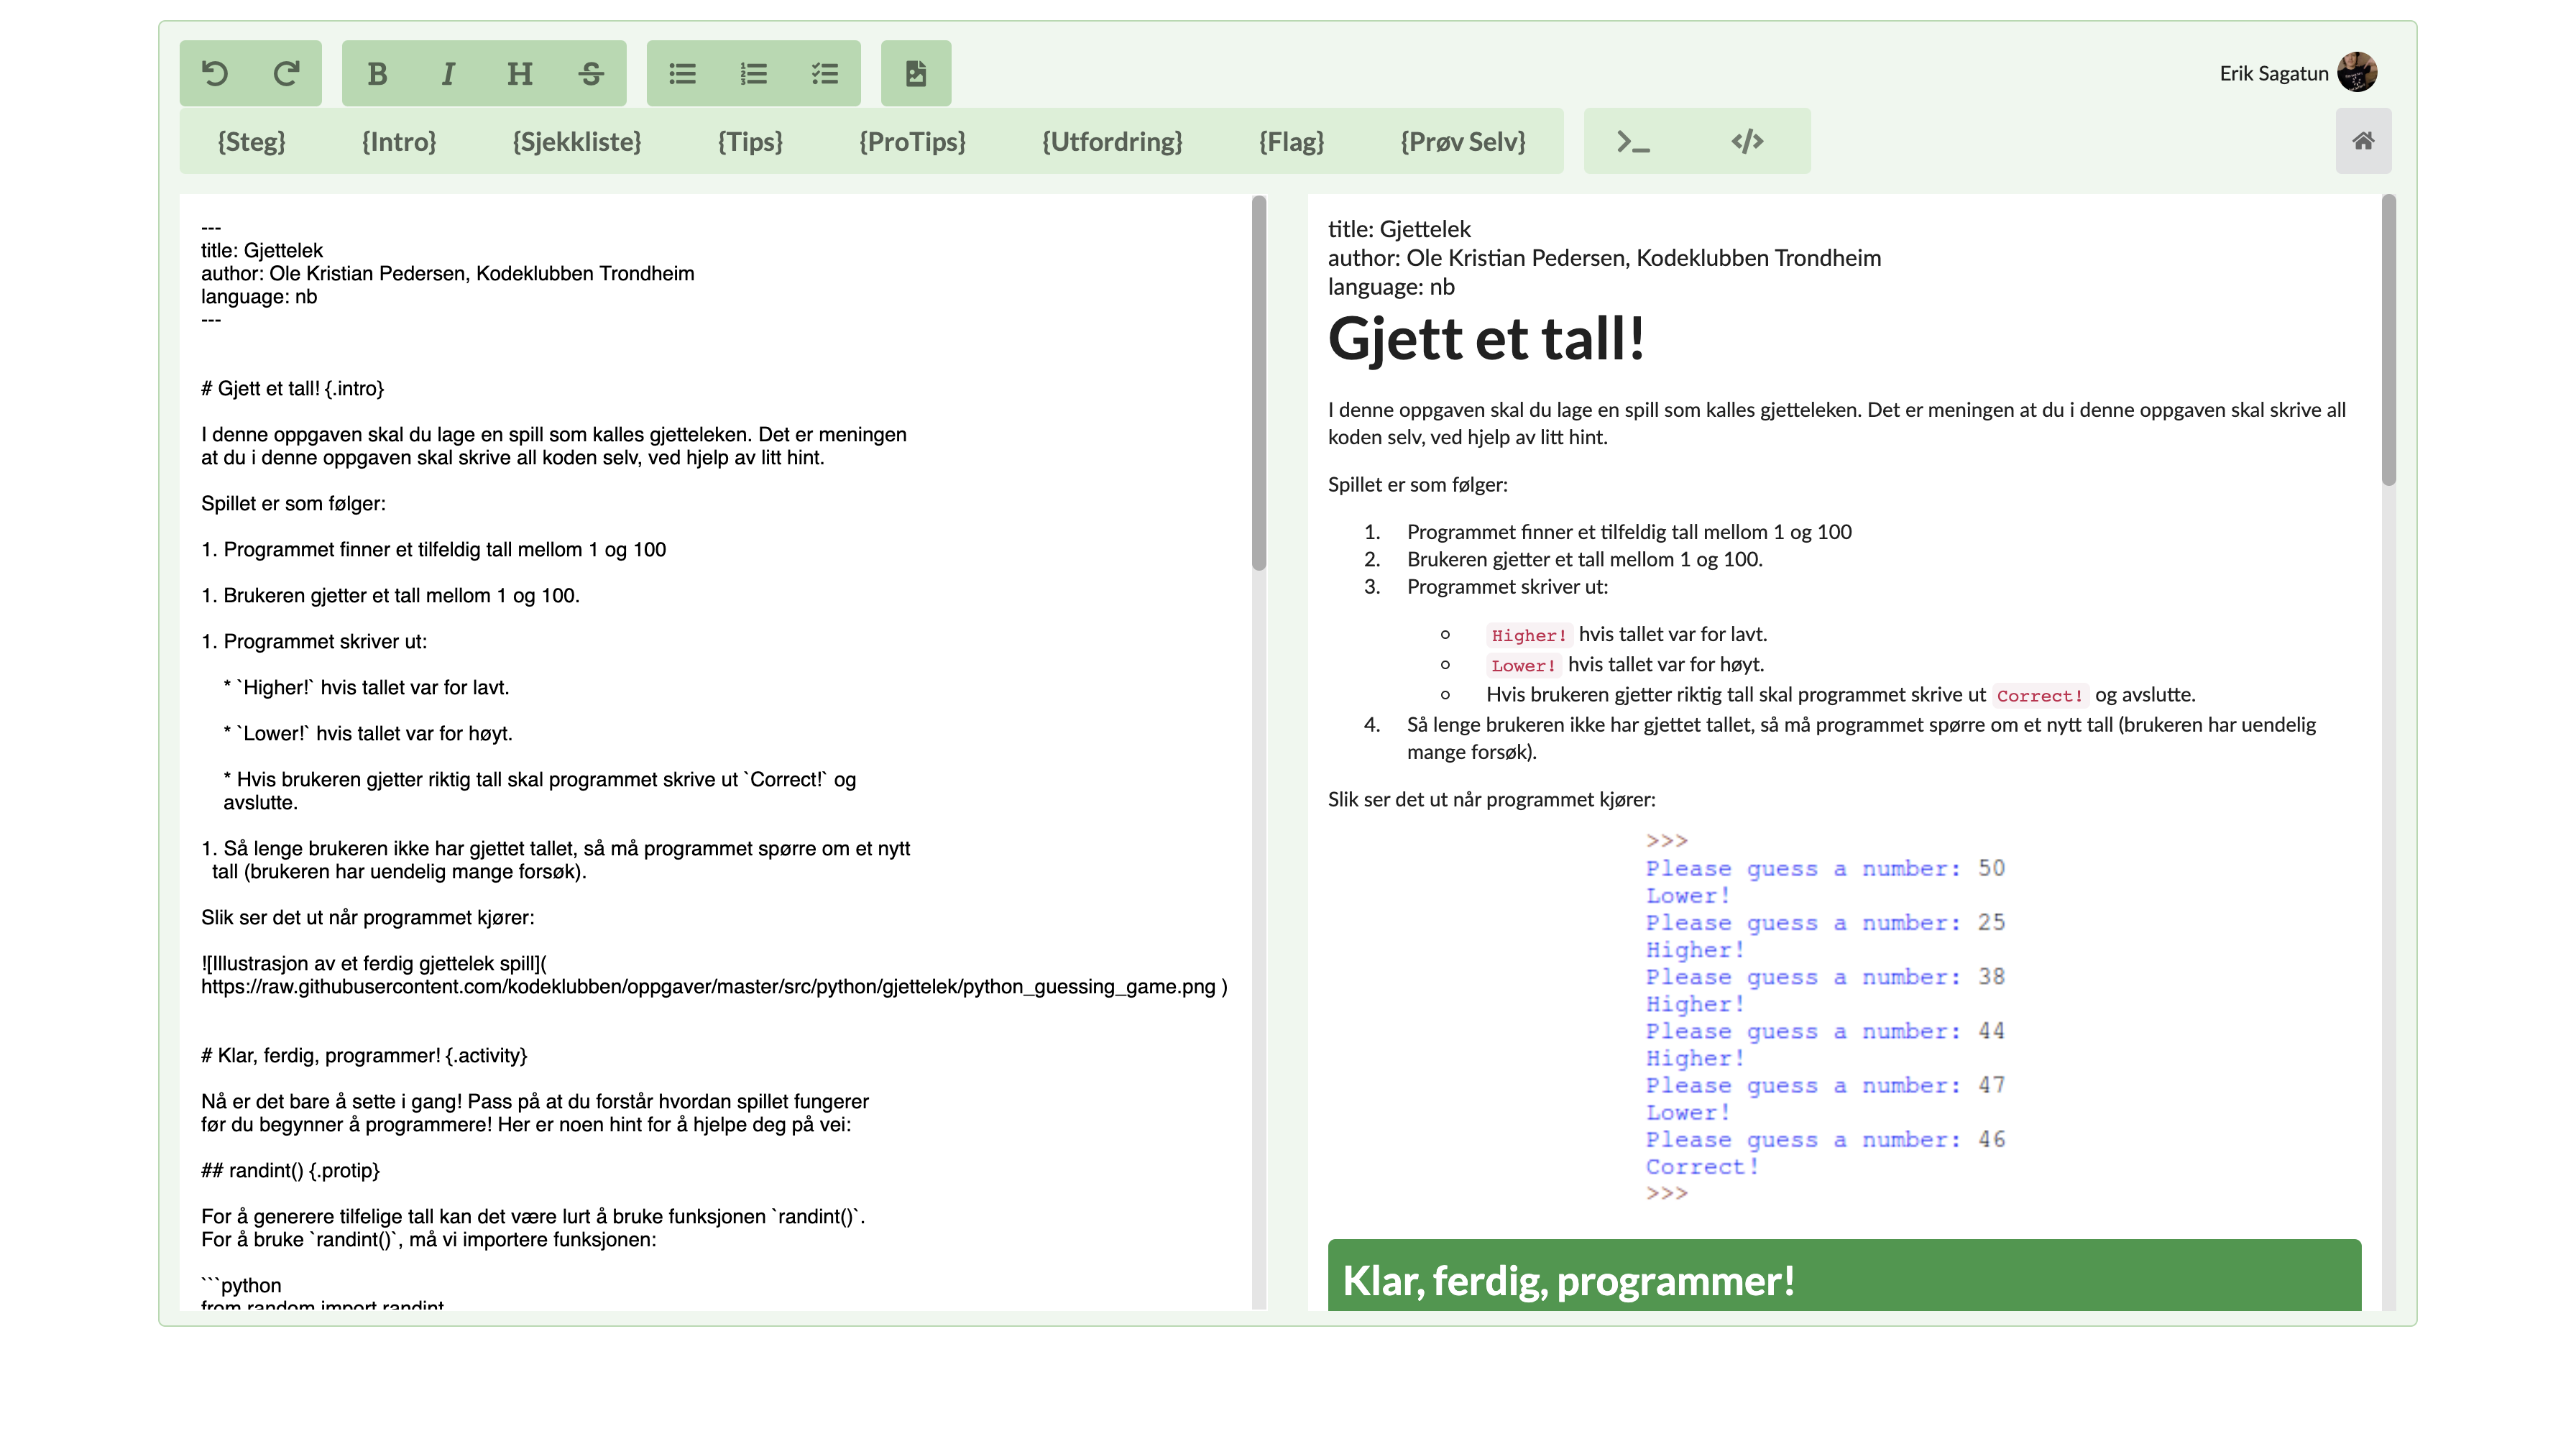 B I H S
Erik Sagatun
{Steg} {Intro} {Sjekkliste} {Tips} {ProTips} {Utfordring} {Flag} {Prøv Selv} >_ </>
---
title: Gjettelek
author: Ole Kristian Pedersen, Kodeklubben Trondheim
language: nb
---
# Gjett et tall! {.intro}
I denne oppgaven skal du lage en spill som kalles gjetteleken. Det er meningen
at du i denne oppgaven skal skrive all koden selv, ved hjelp av litt hint.
Spillet er som følger:
1. Programmet finner et tilfeldig tall mellom 1 og 100
1. Brukeren gjetter et tall mellom 1 og 100.
1. Programmet skriver ut:
* `Higher!` hvis tallet var for lavt.
* `Lower!` hvis tallet var for høyt.
* Hvis brukeren gjetter riktig tall skal programmet skrive ut `Correct!` og
avslutte.
1. Så lenge brukeren ikke har gjettet tallet, så må programmet spørre om et nytt
tall (brukeren har uendelig mange forsøk).
Slik ser det ut når programmet kjører:
![Illustrasjon av et ferdig gjettelek spill](
https://raw.githubusercontent.com/kodeklubben/oppgaver/master/src/python/gjettelek/python_guessing_game.png )
# Klar, ferdig, programmer! {.activity}
Nå er det bare å sette i gang! Pass på at du forstår hvordan spillet fungerer
før du begynner å programmere! Her er noen hint for å hjelpe deg på vei:
## randint() {.protip}
For å generere tilfelige tall kan det være lurt å bruke funksjonen `randint()`.
For å bruke `randint()`, må vi importere funksjonen:
```python
from random import randint
title: Gjettelek
author: Ole Kristian Pedersen, Kodeklubben Trondheim
language: nb
Gjett et tall!
I denne oppgaven skal du lage en spill som kalles gjetteleken. Det er meningen at du i denne oppgaven skal skrive all
koden selv, ved hjelp av litt hint.
Spillet er som følger:
1. Programmet finner et tilfeldig tall mellom 1 og 100
2. Brukeren gjetter et tall mellom 1 og 100.
3. Programmet skriver ut:
Higher! hvis tallet var for lavt.
Lower! hvis tallet var for høyt.
Hvis brukeren gjetter riktig tall skal programmet skrive ut Correct! og avslutte.
4. Så lenge brukeren ikke har gjettet tallet, så må programmet spørre om et nytt tall (brukeren har uendelig
mange forsøk).
Slik ser det ut når programmet kjører:
>>>
Please guess a number: 50
Lower!
Please guess a number: 25
Higher!
Please guess a number: 38
Higher!
Please guess a number: 44
Higher!
Please guess a number: 47
Lower!
Please guess a number: 46
Correct!
>>>
Klar, ferdig, programmer!